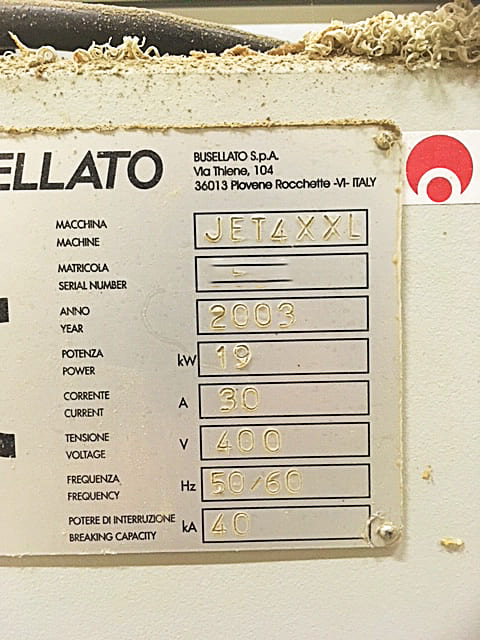 ELLATO
BUSELLATO S.p.A.
Via Thiene, 104
36013 Piovene Rocchette -VI- ITALY
MACCHINA
MACHINE
JET4XXL
MATRICOLA
SERIAL NUMBER
ANNO
YEAR
2003
POTENZA
POWER
kW 19
CORRENTE
CURRENT
A 30
TENSIONE
VOLTAGE
V 400
FREQUENZA
FREQUENCY
Hz 50/60
POTERE DI INTERRUZIONE
BREAKING CAPACITY
kA 40